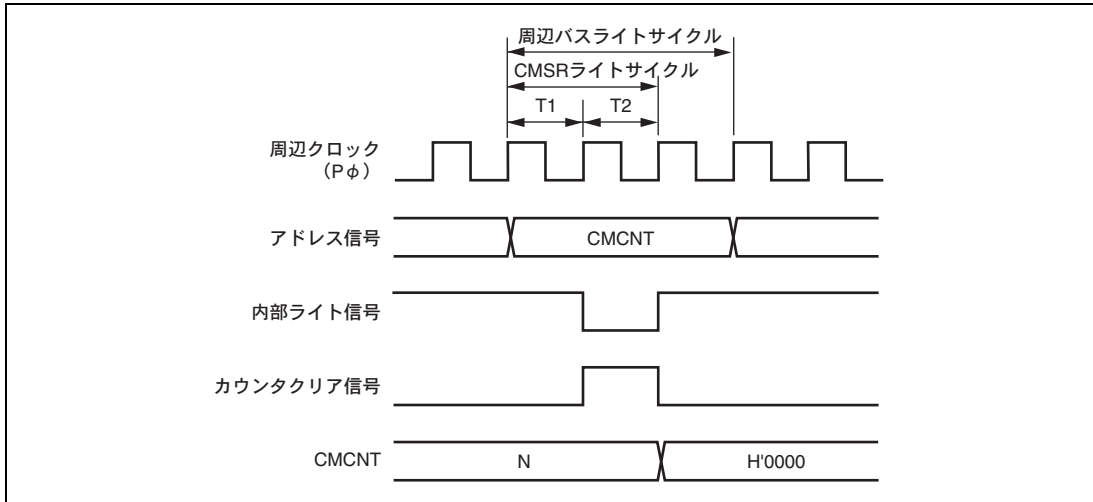 周辺バスライトサイクル
CMSRライトサイクル
T1 T2
周辺クロック
（Pφ）
アドレス信号 CMCNT
内部ライト信号
カウンタクリア信号
CMCNT N H'0000